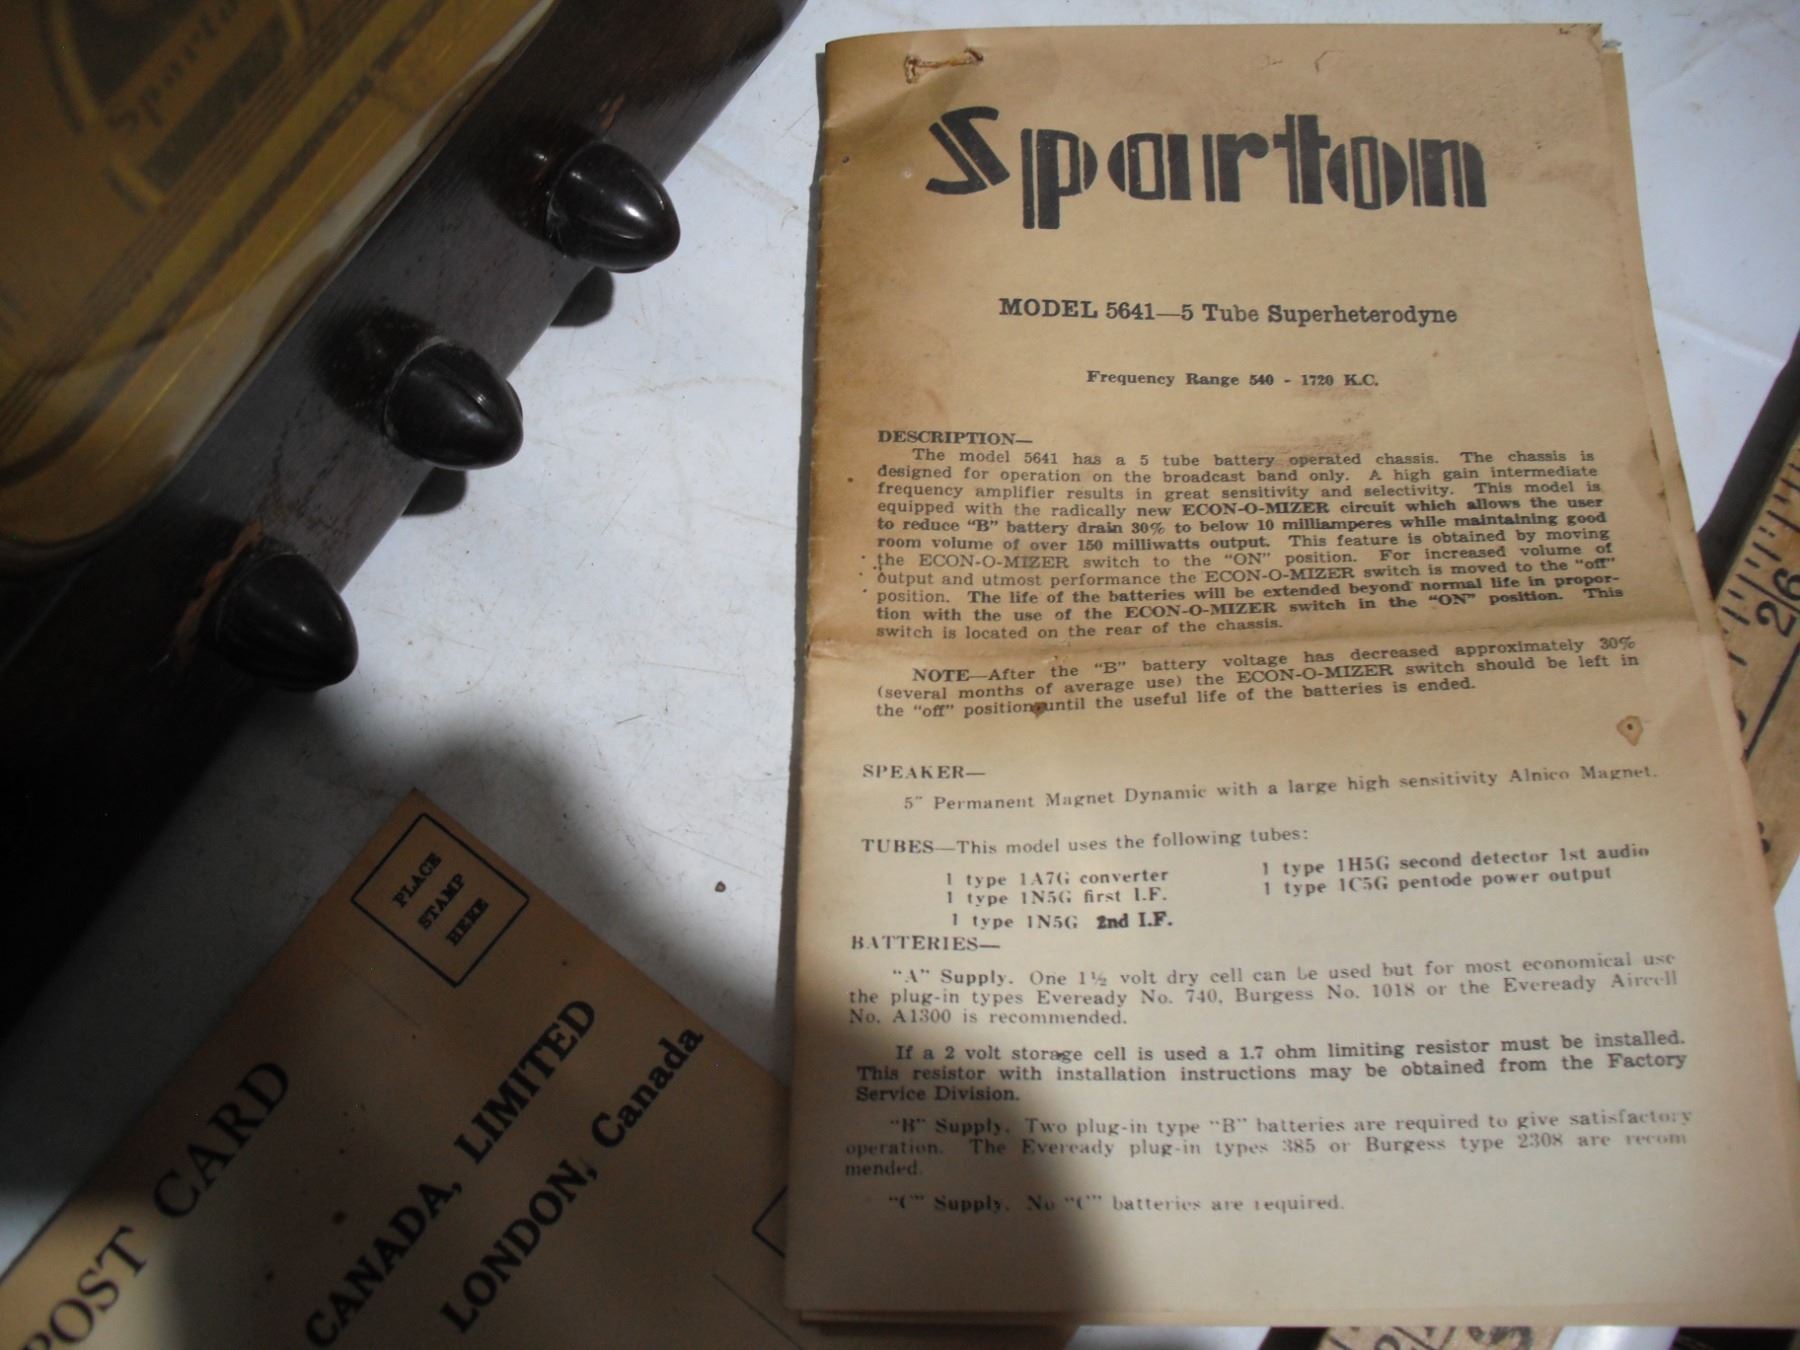 Sparton
Sparton
MODEL 5641—5 Tube Superheterodyne
Frequency Range 540 - 1720 K.C.
DESCRIPTION—
The model 5641 has a 5 tube battery operated chassis. The chassis is
designed for operation on the broadcast band only. A high gain intermediate
frequency amplifier results in great sensitivity and selectivity. This model is
equipped with the radically new ECON-O-MIZER circuit which allows the user
to reduce “B” battery drain 30% to below 10 milliamperes while maintaining good
room volume of over 150 milliwatts output. This feature is obtained by moving
the ECON-O-MIZER switch to the “ON” position. For increased volume of
output and utmost performance the ECON-O-MIZER switch is moved to the “off”
position. The life of the batteries will be extended beyond normal life in propor-
tion with the use of the ECON-O-MIZER switch in the “ON” position. This
switch is located on the rear of the chassis.
NOTE—After the “B” battery voltage has decreased approximately 30%
(several months of average use) the ECON-O-MIZER switch should be left in
the “off” position until the useful life of the batteries is ended.
SPEAKER—
5″ Permanent Magnet Dynamic with a large high sensitivity Alnico Magnet.
TUBES—This model uses the following tubes:
1 type 1A7G converter
1 type 1N5G first I.F.
1 type 1N5G 2nd I.F.
1 type 1H5G second detector 1st audio
1 type 1C5G pentode power output
BATTERIES—
“A” Supply. One 1½ volt dry cell can be used but for most economical use
the plug-in types Eveready No. 740, Burgess No. 1018 or the Eveready Aircell
No. A1300 is recommended.
If a 2 volt storage cell is used a 1.7 ohm limiting resistor must be installed.
This resistor with installation instructions may be obtained from the Factory
Service Division.
“B” Supply. Two plug-in type “B” batteries are required to give satisfactory
operation. The Eveready plug-in types 385 or Burgess type 2308 are recom
mended.
“C” Supply. No “C” batteries are required.
PLACE
STAMP
HERE
POST CARD
CANADA, LIMITED
LONDON, Canada
26